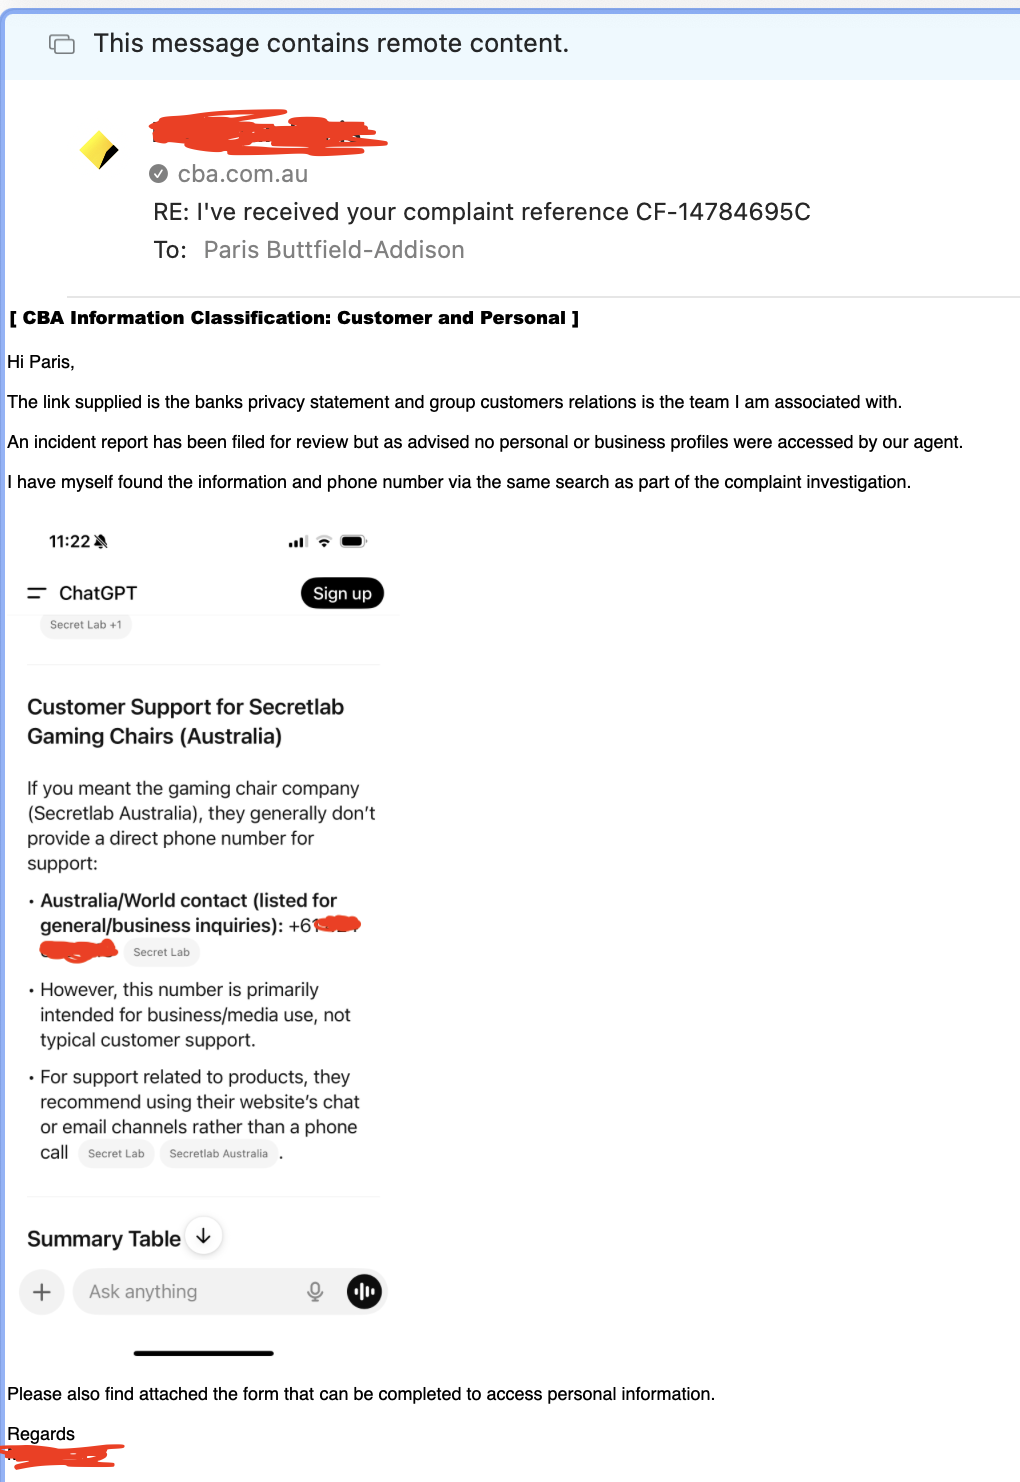 This message contains remote content.
cba.com.au
RE: I've received your complaint reference CF-14784695C
To: Paris Buttfield-Addison
[ CBA Information Classification: Customer and Personal ]
Hi Paris,
The link supplied is the banks privacy statement and group customers relations is the team I am associated with.
An incident report has been filed for review but as advised no personal or business profiles were accessed by our agent.
I have myself found the information and phone number via the same search as part of the complaint investigation.
11:22
ChatGPT
Sign up
Secret Lab +1
Customer Support for Secretlab
Gaming Chairs (Australia)
If you meant the gaming chair company
(Secretlab Australia), they generally don't
provide a direct phone number for
support:
• Australia/World contact (listed for
general/business inquiries): +61
Secret Lab
• However, this number is primarily
intended for business/media use, not
typical customer support.
• For support related to products, they
recommend using their website's chat
or email channels rather than a phone
call Secret Lab Secretlab Australia .
Summary Table
Ask anything
Please also find attached the form that can be completed to access personal information.
Regards